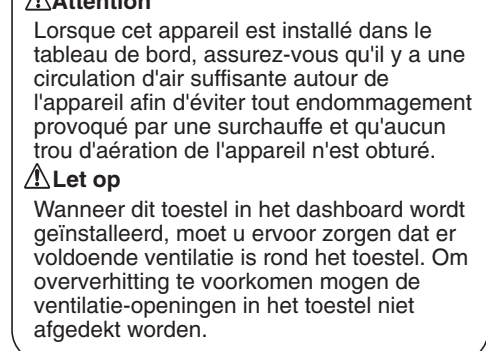 ⚠Attention
Lorsque cet appareil est installé dans le
tableau de bord, assurez-vous qu'il y a une
circulation d'air suffisante autour de
l'appareil afin d'éviter tout endommagement
provoqué par une surchauffe et qu'aucun
trou d'aération de l'appareil n'est obturé.
⚠Let op
Wanneer dit toestel in het dashboard wordt
geïnstalleerd, moet u ervoor zorgen dat er
voldoende ventilatie is rond het toestel. Om
oververhitting te voorkomen mogen de
ventilatie-openingen in het toestel niet
afgedekt worden.